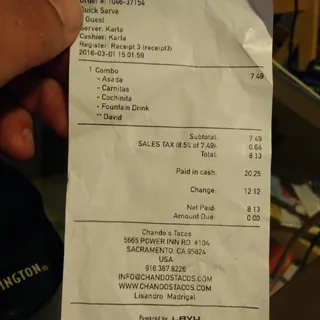 Order #: 1046-37154
Quick Serve
1 Guest
Server: Karla
Cashier: Karla
Register: Receipt 3 (receipt3)
2016-03-01 15:01:59
1 Combo 7.49
- Asada
- Carnitas
- Cochinita
- Fountain Drink
** David
Subtotal: 7.49
SALES TAX (8.5% of 7.49): 0.64
Total: 8.13
Paid in cash: 20.25
Change: 12.12
Net Paid: 8.13
Amount Due: 0.00
Chando's Tacos
5665 POWER INN RD #104
SACRAMENTO, CA 95824
USA
916.387.8226
INFO@CHANDOSTACOS.COM
WWW.CHANDOSTACOS.COM
Lisandro Madrigal
Powered by
INGTON